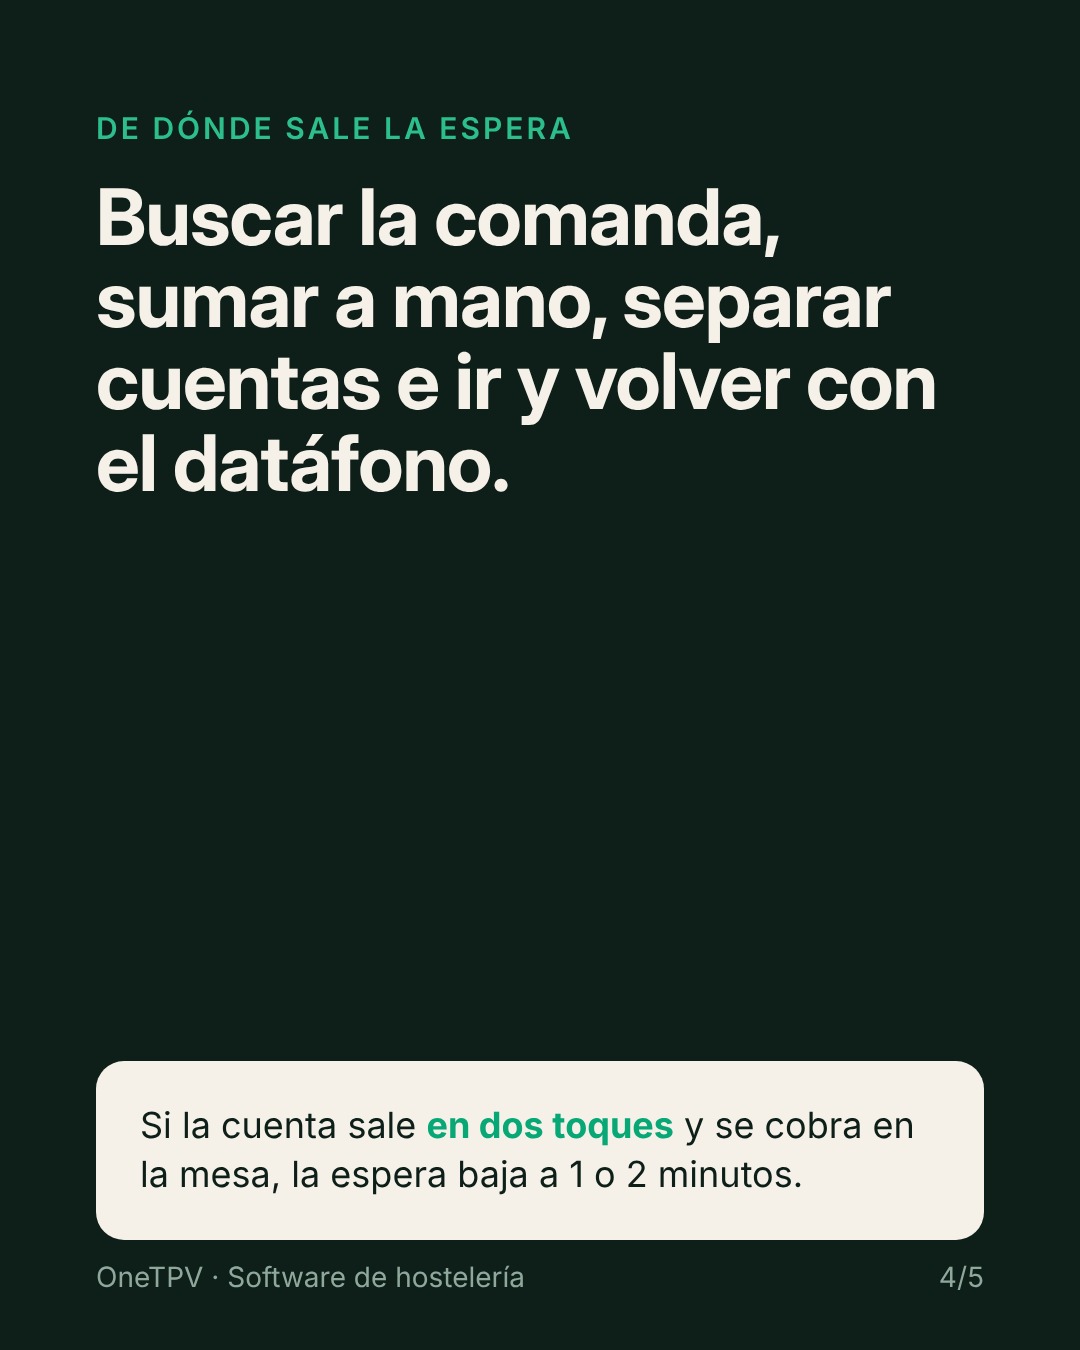 DE DÓNDE SALE LA ESPERA
Buscar la comanda,
sumar a mano, separar
cuentas e ir y volver con
el datáfono.
Si la cuenta sale en dos toques y se cobra en
la mesa, la espera baja a 1 o 2 minutos.
OneTPV · Software de hostelería
4/5